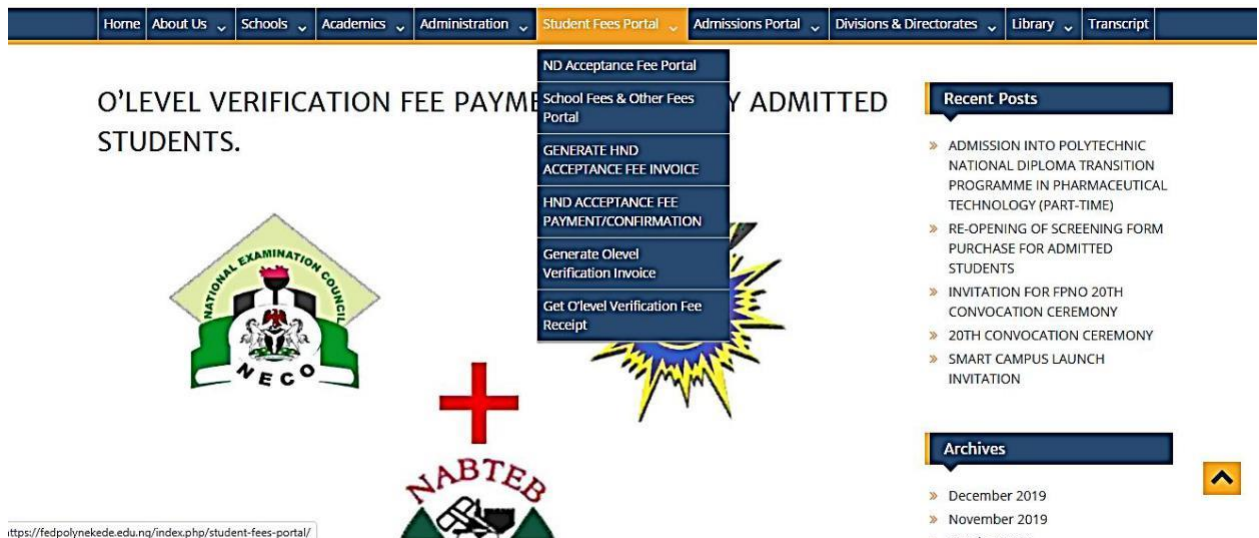 Home About Us Schools Academics Administration Student Fees Portal Admissions Portal Divisions & Directorates Library Transcript
ND Acceptance Fee Portal
School Fees & Other Fees
Portal
GENERATE HND
ACCEPTANCE FEE INVOICE
HND ACCEPTANCE FEE
PAYMENT/CONFIRMATION
Generate Olevel
Verification Invoice
Get O'level Verification Fee
Receipt
O’LEVEL VERIFICATION FEE ADMITTED
STUDENTS.
NATIONAL EXAMINATION COUNCIL
NECO
NABTEB
Recent Posts
ADMISSION INTO POLYTECHNIC
NATIONAL DIPLOMA TRANSITION
PROGRAMME IN PHARMACEUTICAL
TECHNOLOGY (PART-TIME)
RE-OPENING OF SCREENING FORM
PURCHASE FOR ADMITTED
STUDENTS
INVITATION FOR FPNO 20TH
CONVOCATION CEREMONY
20TH CONVOCATION CEREMONY
SMART CAMPUS LAUNCH
INVITATION
Archives
December 2019
November 2019
ttps://fedpolynekede.edu.ng/index.php/student-fees-portal/